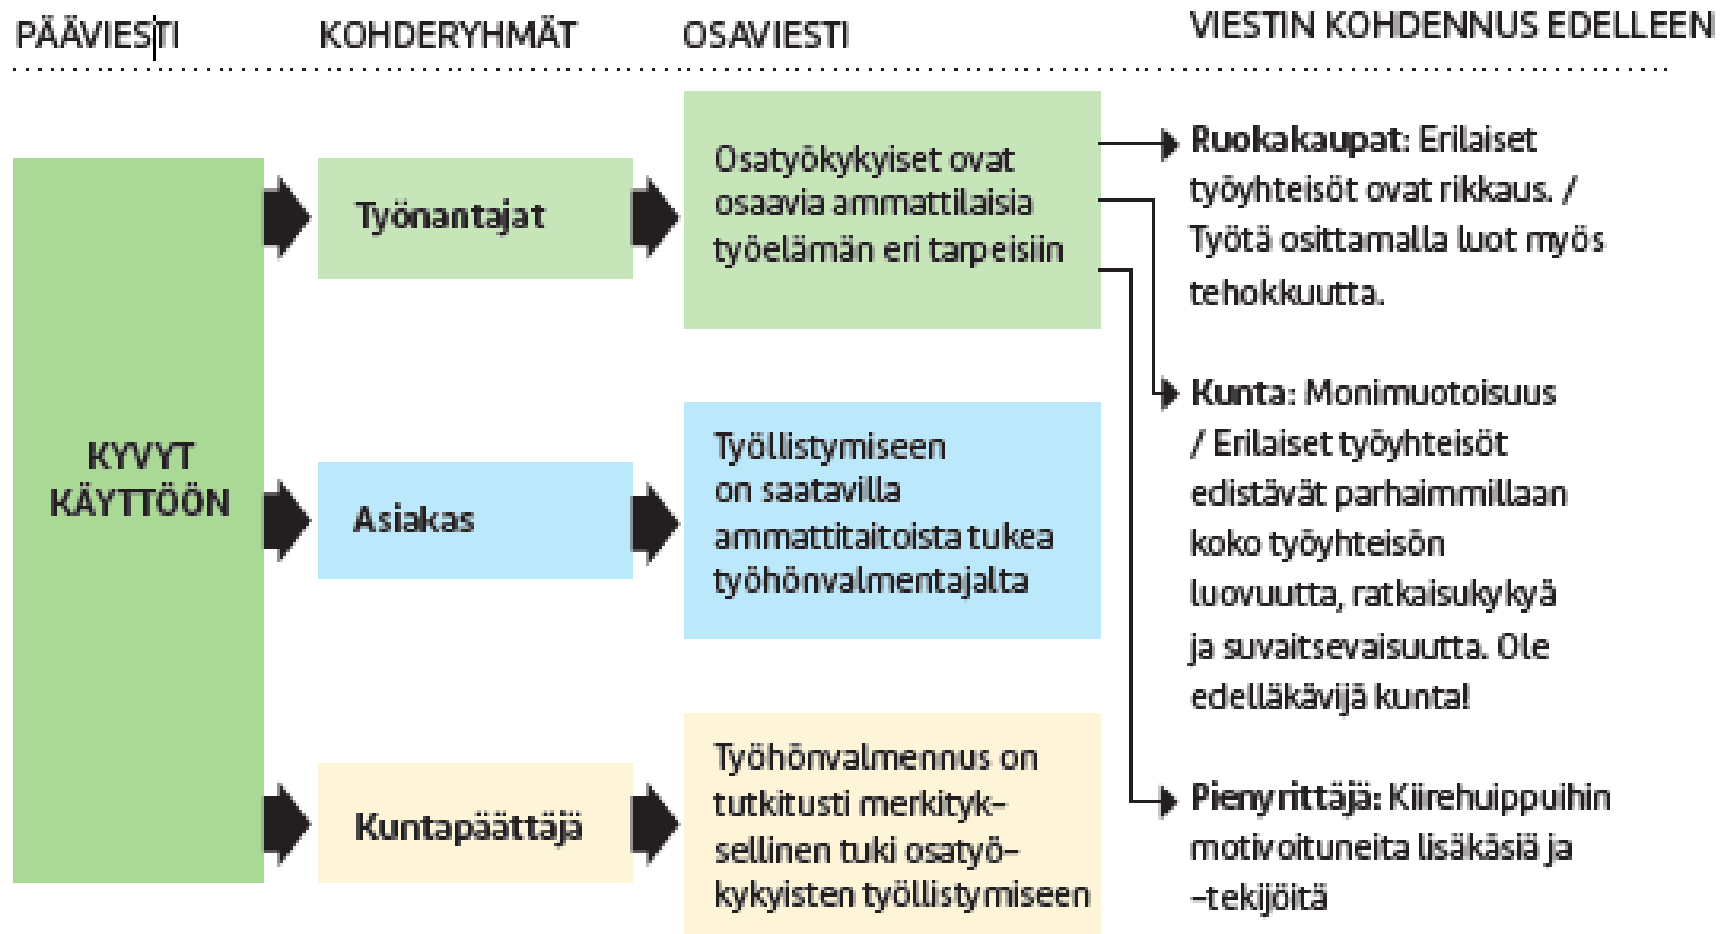 PÄÄVIESTI
KOHDERYHMÄT
OSAVIESTI
VIESTIN KOHDENNUS EDELLEEN
KYVYT
KÄYTTÖÖN
Työnantajat
Osatyökykyiset ovat
osaavia ammattilaisia
työelämän eri tarpeisiin
Asiakas
Työllistymiseen
on saatavilla
ammattitaitoista tukea
työhönvalmentajalta
Kuntapäättäjä
Työhönvalmennus on
tutkitusti merkityk-
sellinen tuki osatyö-
kykyisten työllistymiseen
Ruokakaupat: Erilaiset
työyhteisöt ovat rikkaus. /
Työtä osittamalla luot myös
tehokkuutta.
Kunta: Monimuotoisuus
/ Erilaiset työyhteisöt
edistävät parhaimmillaan
koko työyhteisön
luovuutta, ratkaisukykyä
ja suvaitsevaisuutta. Ole
edelläkävijä kunta!
Pienyrittäjä: Kiirehuippuihin
motivoituneita lisäkäsiä ja
-tekijöitä